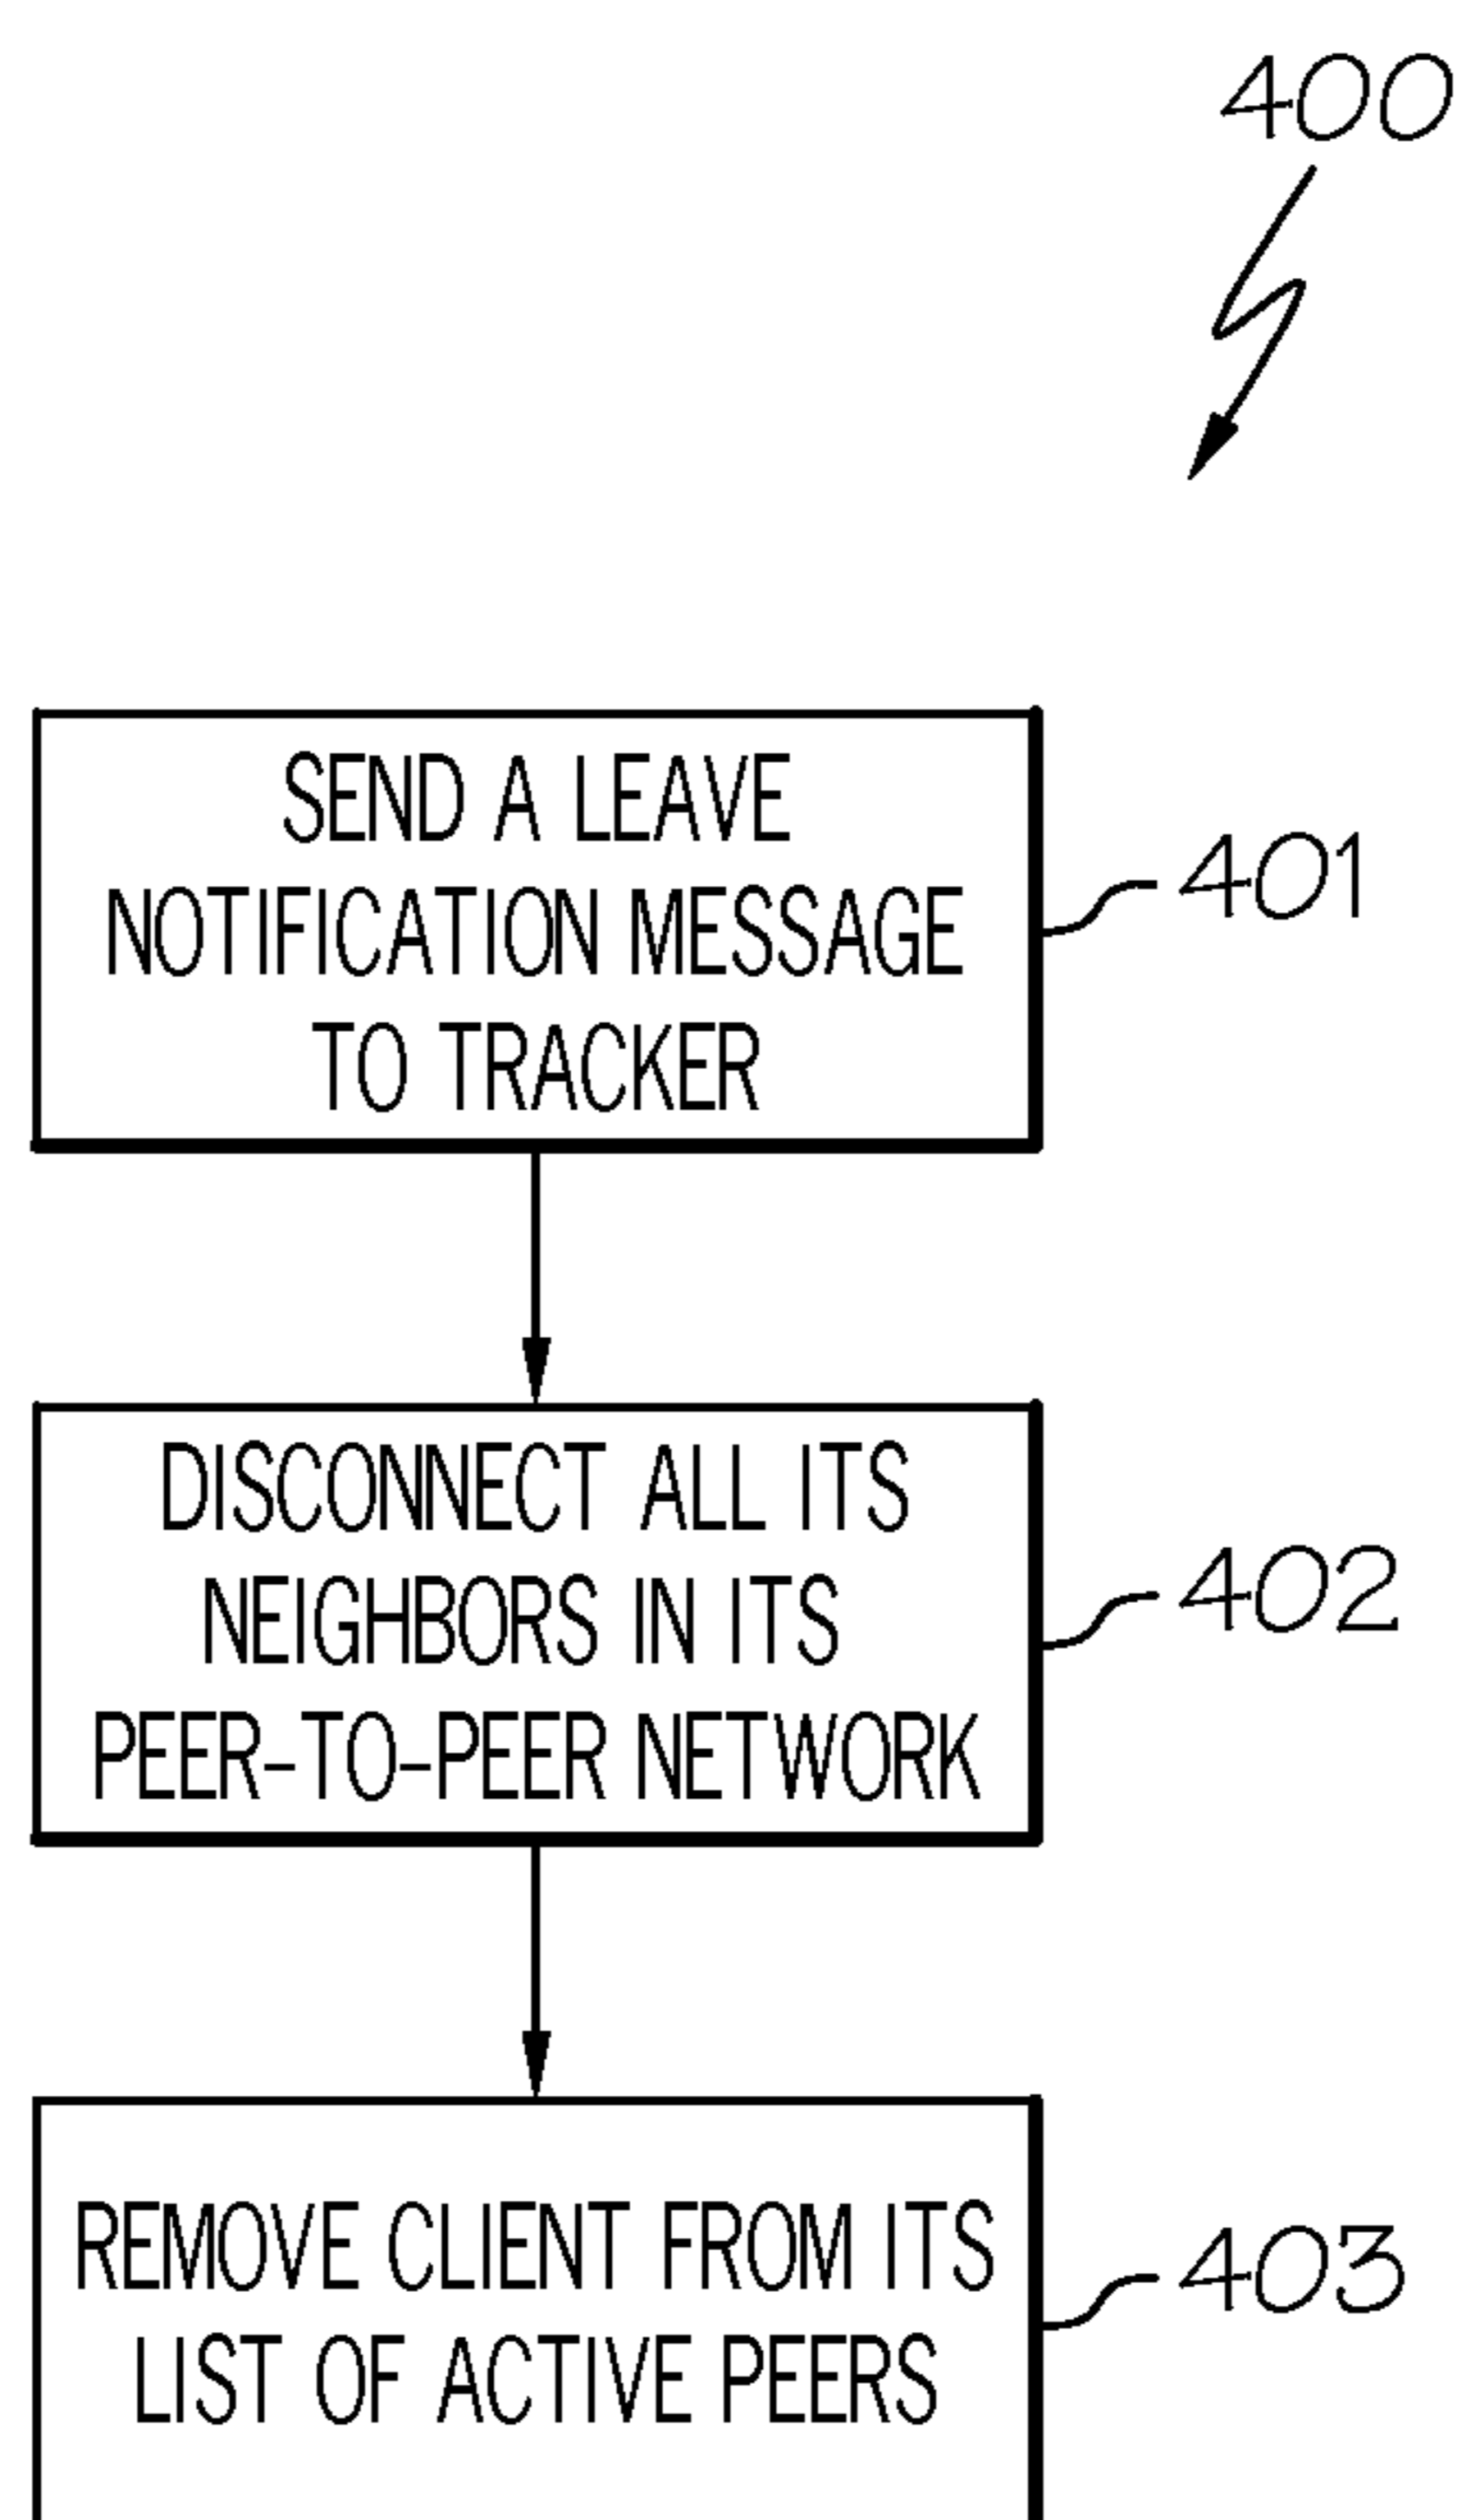 400
SEND A LEAVE
NOTIFICATION MESSAGE
TO TRACKER
401
DISCONNECT ALL ITS
NEIGHBORS IN ITS
PEER-TO-PEER NETWORK
402
REMOVE CLIENT FROM ITS
LIST OF ACTIVE PEERS
403